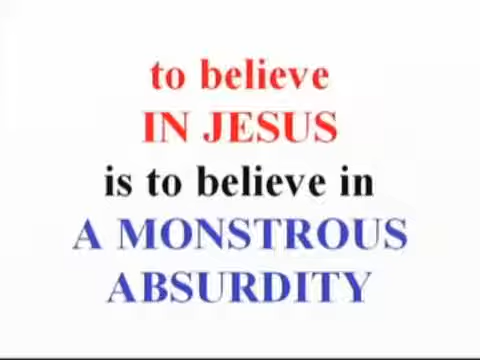 to believe
IN JESUS
is to believe in
A MONSTROUS
ABSURDITY